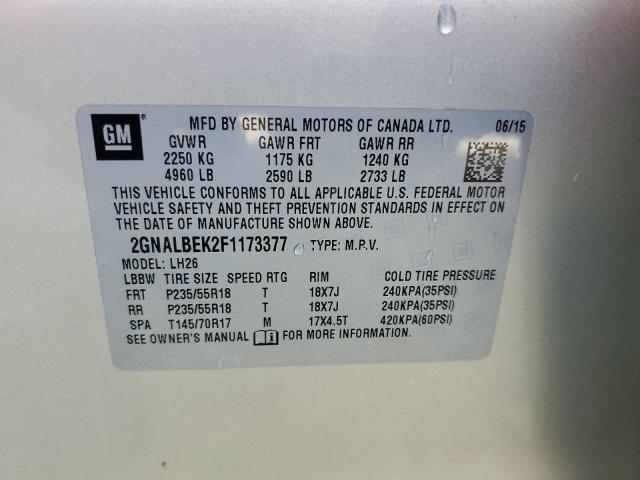 GM
MFD BY GENERAL MOTORS OF CANADA LTD. 06/15
GVWR GAWR FRT GAWR RR
2250 KG 1175 KG 1240 KG
4960 LB 2590 LB 2733 LB
THIS VEHICLE CONFORMS TO ALL APPLICABLE U.S. FEDERAL MOTOR
VEHICLE SAFETY AND THEFT PREVENTION STANDARDS IN EFFECT ON
THE DATE OF MANUFACTURE SHOWN ABOVE.
2GNALBEK2F1173377 TYPE: M.P.V.
MODEL: LH26
LBBW TIRE SIZE SPEED RTG RIM COLD TIRE PRESSURE
FRT P235/55R18 T 18X7J 240KPA(35PSI)
RR P235/55R18 T 18X7J 240KPA(35PSI)
SPA T145/70R17 M 17X4.5T 420KPA(60PSI)
SEE OWNER'S MANUAL FOR MORE INFORMATION.